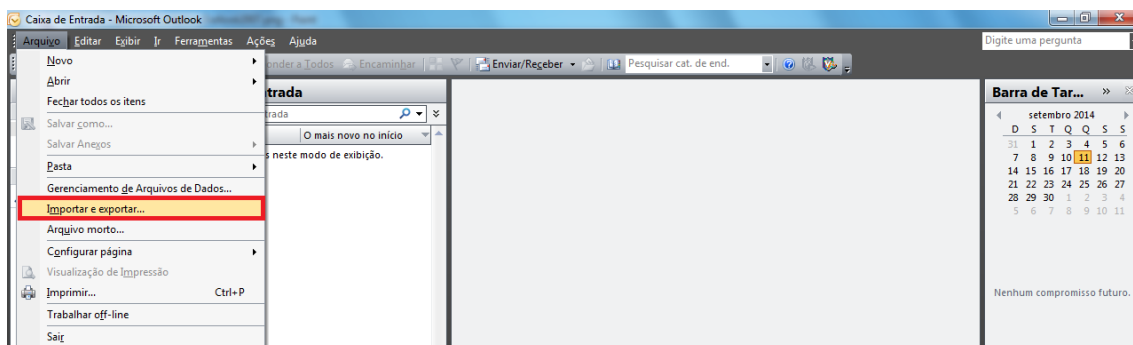 Caixa de Entrada - Microsoft Outlook
Arquivo Editar Exibir Ir Ferramentas Ações Ajuda
Digite uma pergunta
onder a Todos Encaminhar Enviar/Receber Pesquisar cat. de end.
Novo
Abrir
Fechar todos os itens
Salvar como...
Salvar Anexos
Pasta
Gerenciamento de Arquivos de Dados...
Importar e exportar...
Arquivo morto...
Configurar página
Visualização de Impressão
Imprimir... Ctrl+P
Trabalhar off-line
Sair
trada
trada
O mais novo no início
s neste modo de exibição.
Barra de Tar... »
setembro 2014
D S T Q Q S S
31 1 2 3 4 5 6
7 8 9 10 11 12 13
14 15 16 17 18 19 20
21 22 23 24 25 26 27
28 29 30 1 2 3 4
5 6 7 8 9 10 11
Nenhum compromisso futuro.